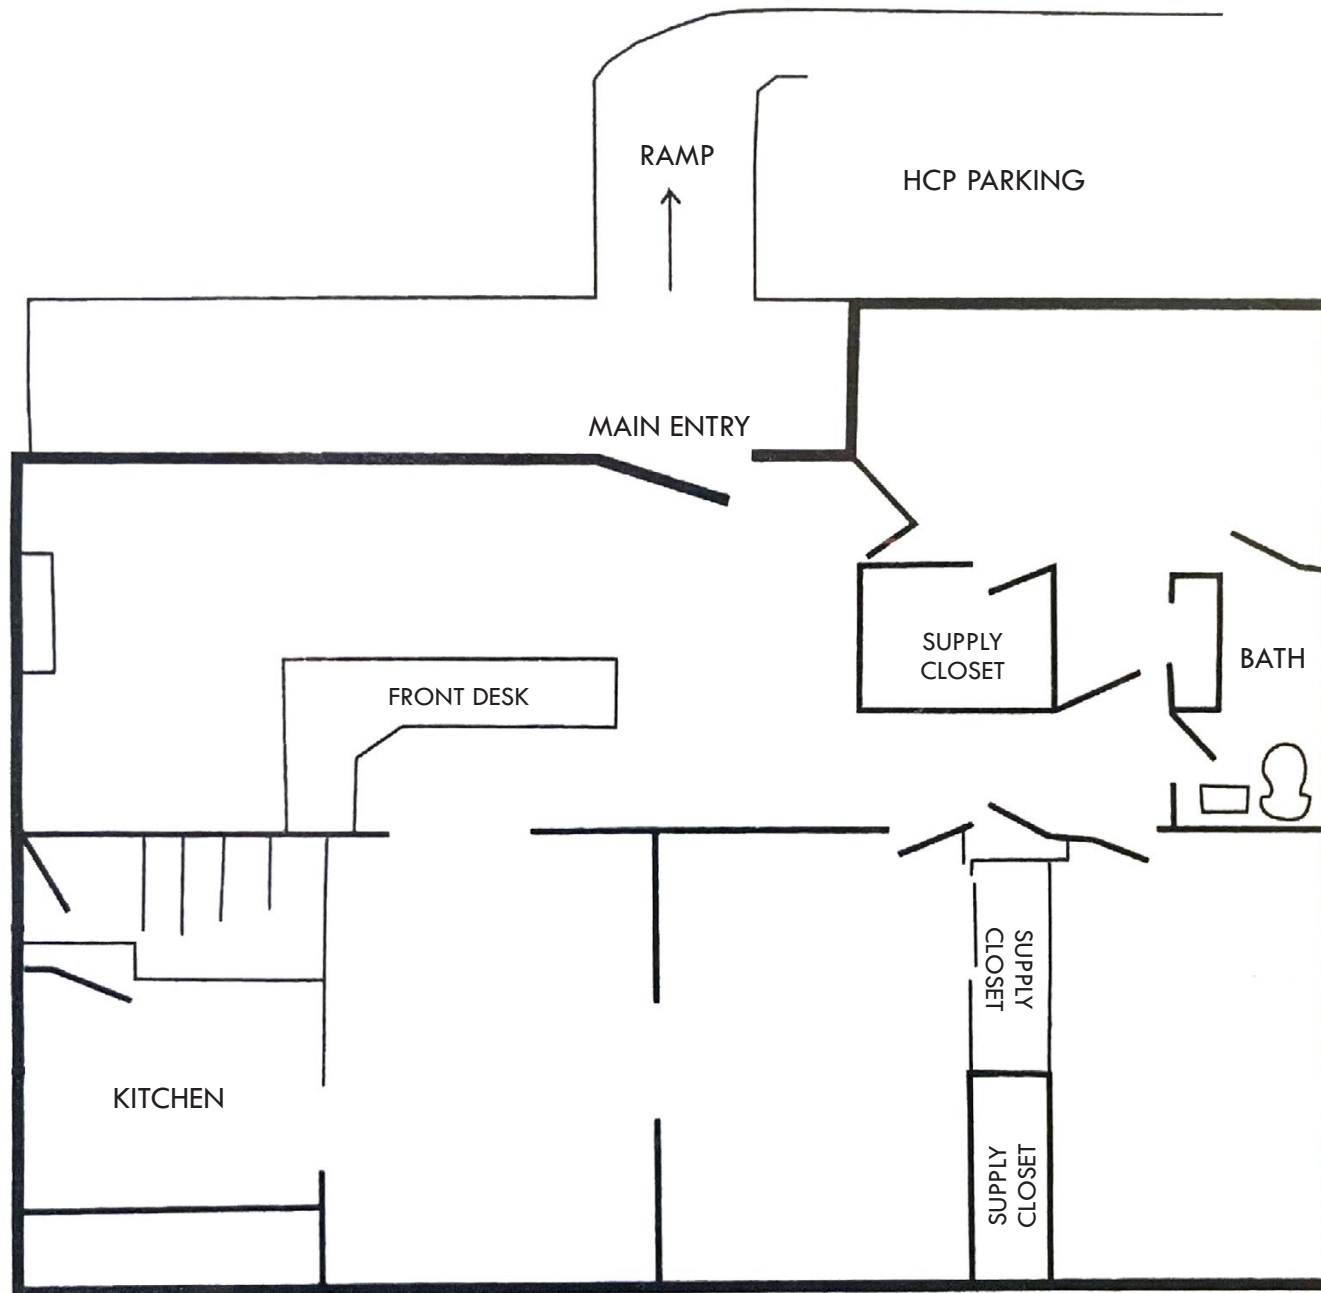 RAMP
HCP PARKING
MAIN ENTRY
SUPPLY
CLOSET
BATH
FRONT DESK
SUPPLY
CLOSET
KITCHEN
SUPPLY
CLOSET